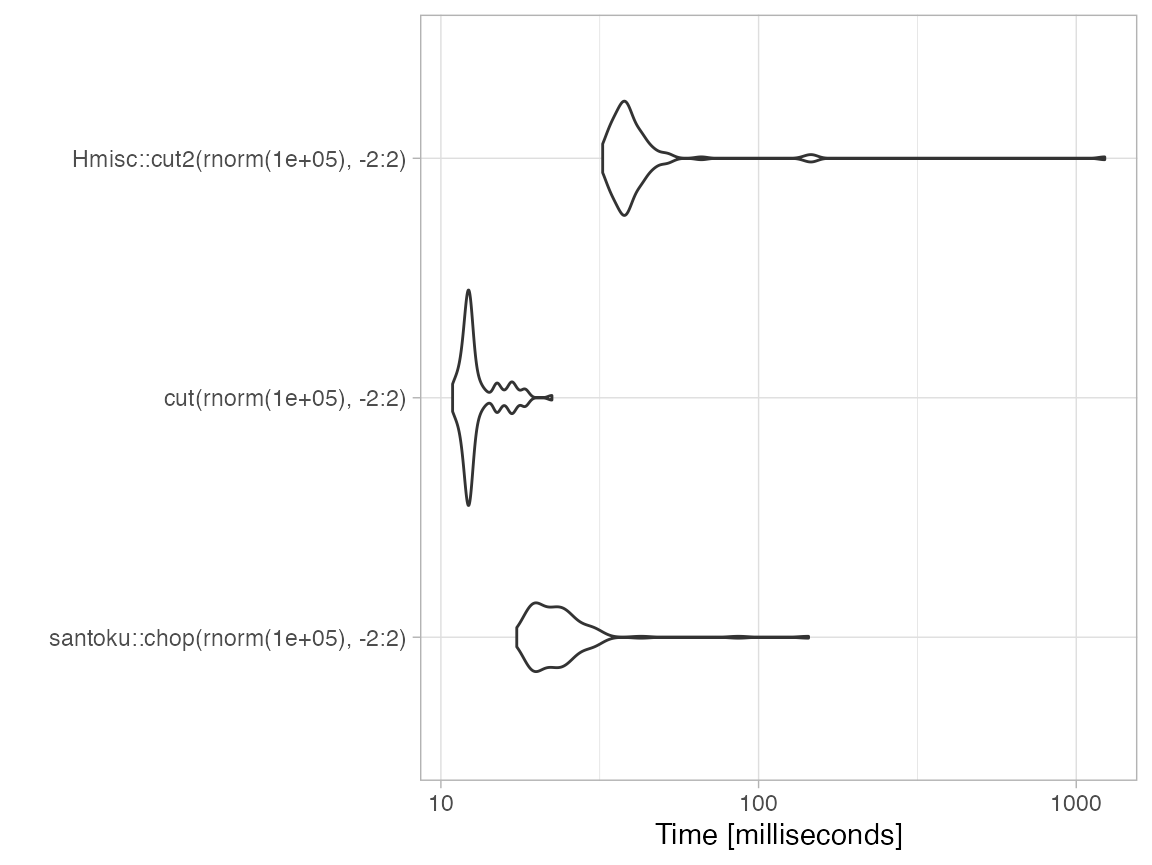 Hmisc::cut2(rnorm(1e+05), -2:2)
cut(rnorm(1e+05), -2:2)
santoku::chop(rnorm(1e+05), -2:2)
10 100 1000
Time [milliseconds]